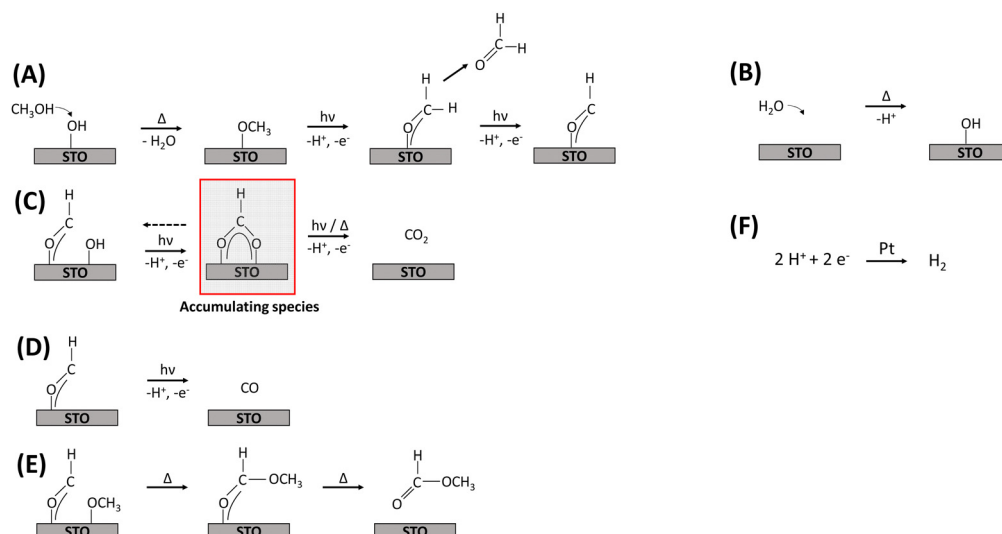 (A)
CH₃OH
OH
STO
Δ
- H₂O
OCH₃
STO
hν
-H⁺, -e⁻
H
C
H
O
STO
O
C
H
H
hν
-H⁺, -e⁻
H
C
O
STO
(B)
H₂O
STO
Δ
-H⁺
OH
STO
(C)
H
C
O
OH
STO
hν
-H⁺, -e⁻
H
C
O
O
STO
Accumulating species
hν / Δ
-H⁺, -e⁻
CO₂
STO
(F)
2 H⁺ + 2 e⁻
Pt
H₂
(D)
H
C
O
STO
hν
-H⁺, -e⁻
CO
STO
(E)
H
C
O
OCH₃
STO
Δ
H
C
OCH₃
O
STO
Δ
H
C
OCH₃
O
STO